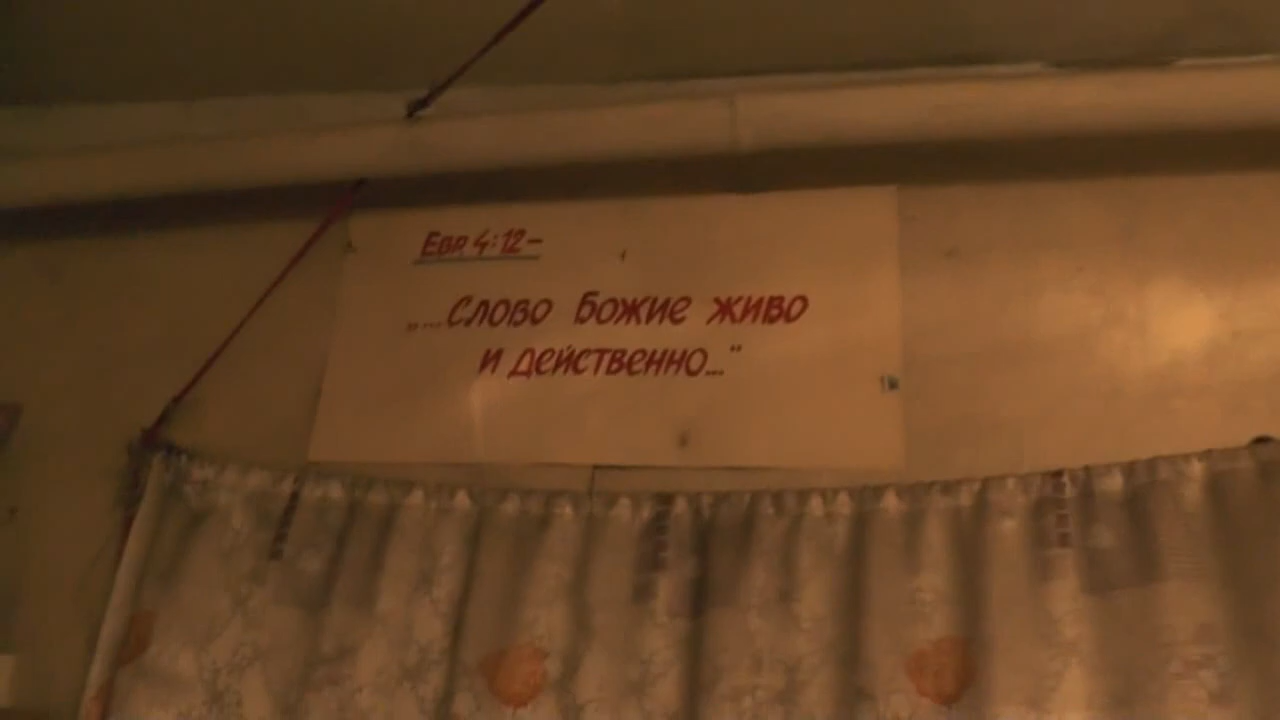 Евр. 4:12-
„...Слово Божие живо
и действенно..."